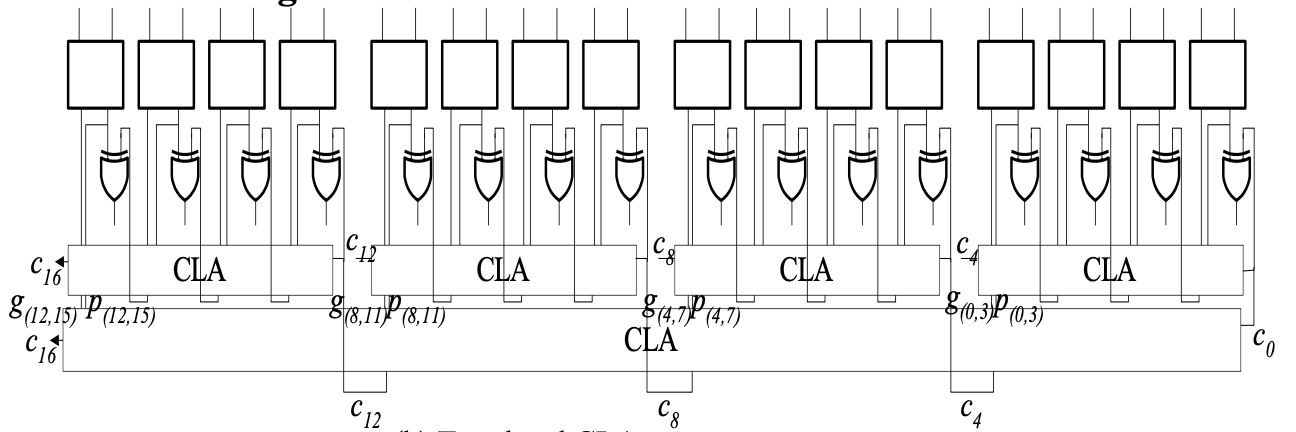 c12 c8 c4
c16 CLA CLA CLA CLA
g(12,15) p(12,15) g(8,11) p(8,11) g(4,7) p(4,7) g(0,3) p(0,3)
c16 CLA c0
c12 c8 c4